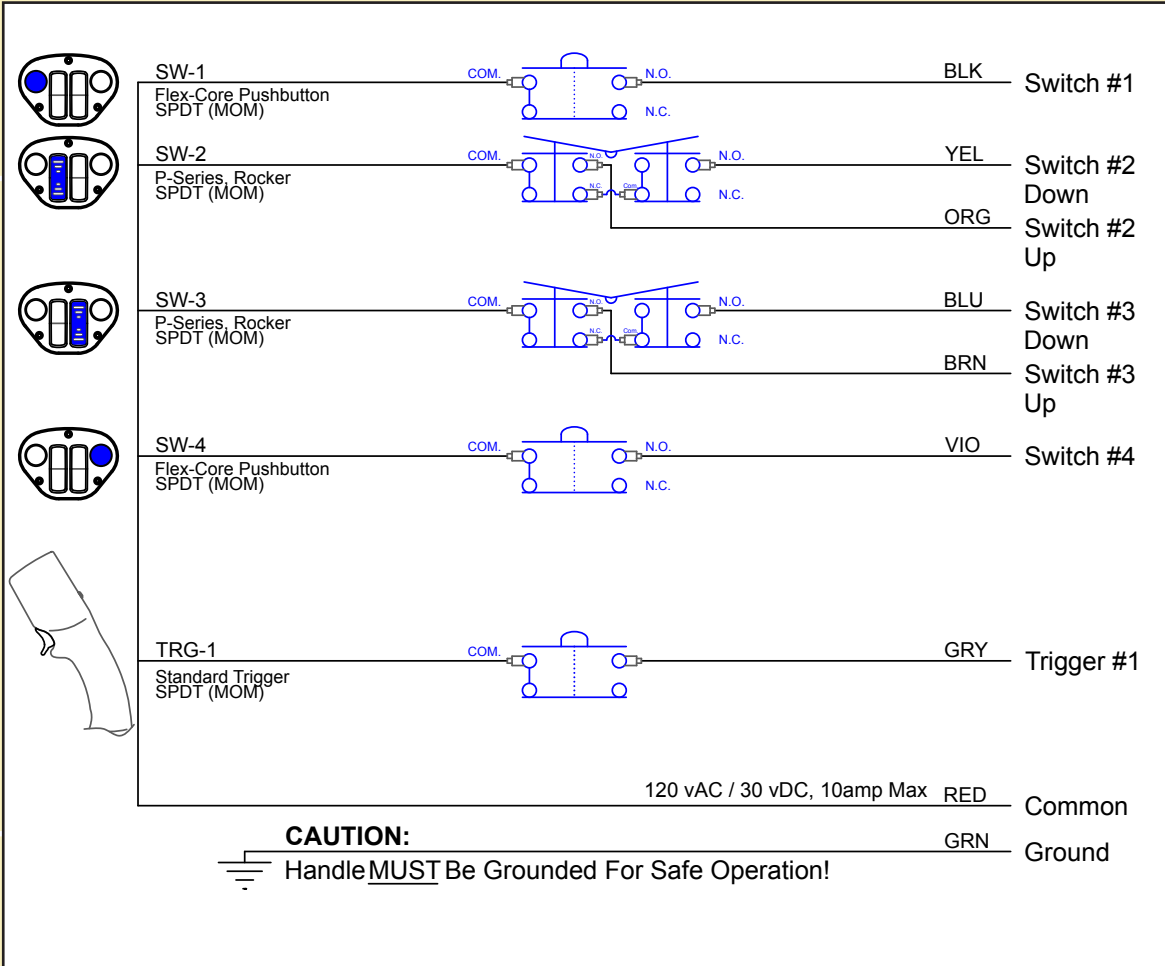 SW-1
COM.
N.O.
BLK
Switch #1
Flex-Core Pushbutton
SPDT (MOM)
N.C.
SW-2
COM.
N.O.
N.O.
YEL
Switch #2
Down
P-Series, Rocker
SPDT (MOM)
N.C.
Com.
N.C.
ORG
Switch #2
Up
SW-3
COM.
N.O.
N.O.
BLU
Switch #3
Down
P-Series, Rocker
SPDT (MOM)
N.C.
Com.
N.C.
BRN
Switch #3
Up
SW-4
COM.
N.O.
VIO
Switch #4
Flex-Core Pushbutton
SPDT (MOM)
N.C.
TRG-1
COM.
GRY
Trigger #1
Standard Trigger
SPDT (MOM)
120 vAC / 30 vDC, 10amp Max
RED
Common
CAUTION:
GRN
Ground
Handle MUST Be Grounded For Safe Operation!